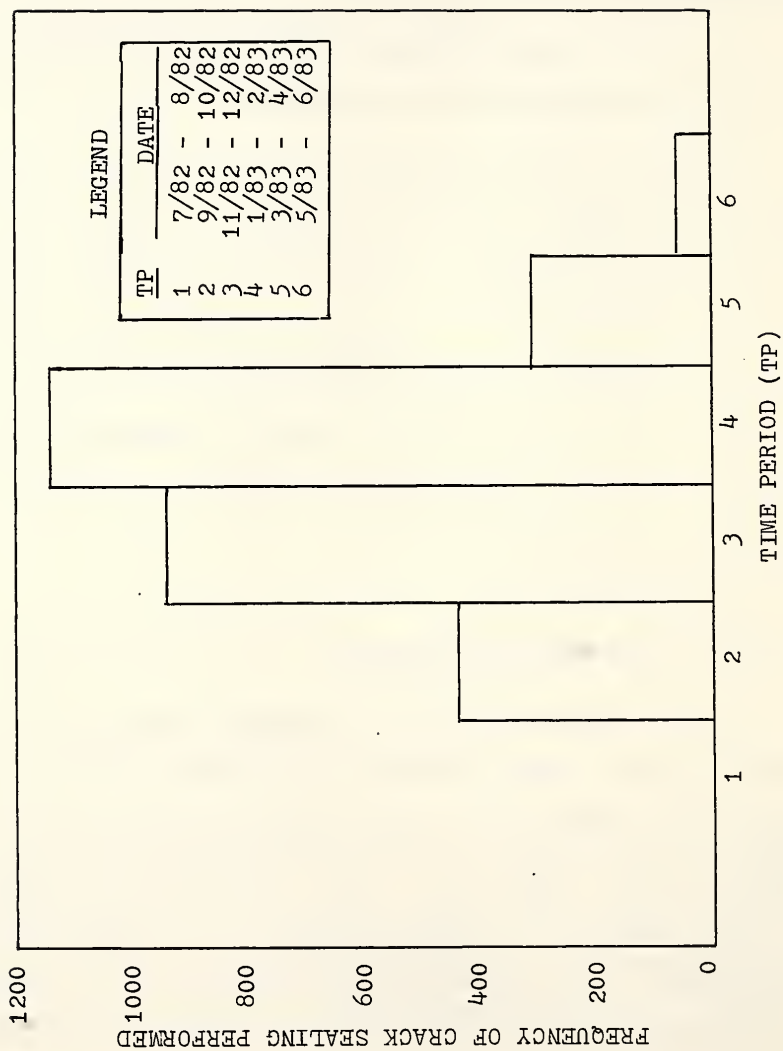 LEGEND
TP DATE
1 7/82 - 8/82
2 9/82 - 10/82
3 11/82 - 12/82
4 1/83 - 2/83
5 3/83 - 4/83
6 5/83 - 6/83
FREQUENCY OF CRACK SEALING PERFORMED
1200
1000
800
600
400
200
0
1 2 3 4 5 6
TIME PERIOD (TP)